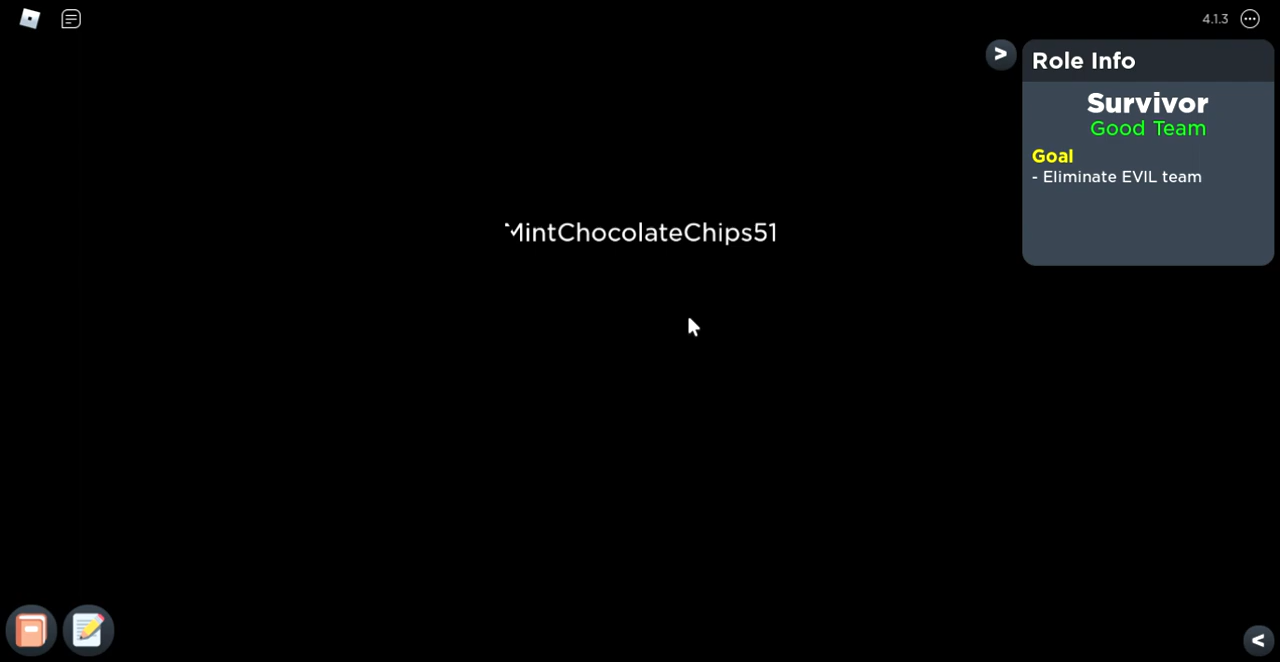 4.1.3
Role Info
Survivor
Good Team
Goal
- Eliminate EVIL team
MintChocolateChips51